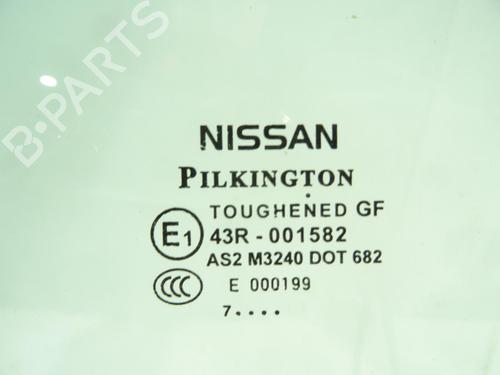 B-PARTS
NISSAN
PILKINGTON
TOUGHENED GF
E1
43R - 001582
AS2 M3240 DOT 682
CCC
E 000199
7....